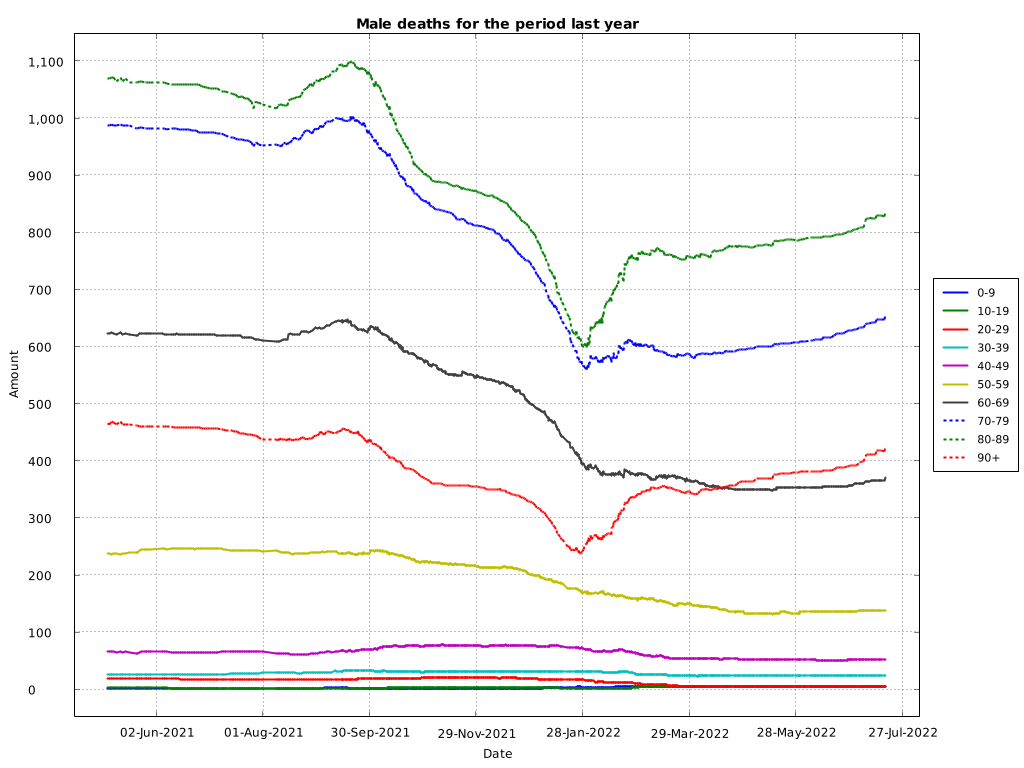 Male deaths for the period last year
1,100
1,000
900
800
700
600
500
400
300
200
100
0
Amount
02-Jun-2021
01-Aug-2021
30-Sep-2021
29-Nov-2021
28-Jan-2022
29-Mar-2022
28-May-2022
27-Jul-2022
Date
0-9
10-19
20-29
30-39
40-49
50-59
60-69
70-79
80-89
90+